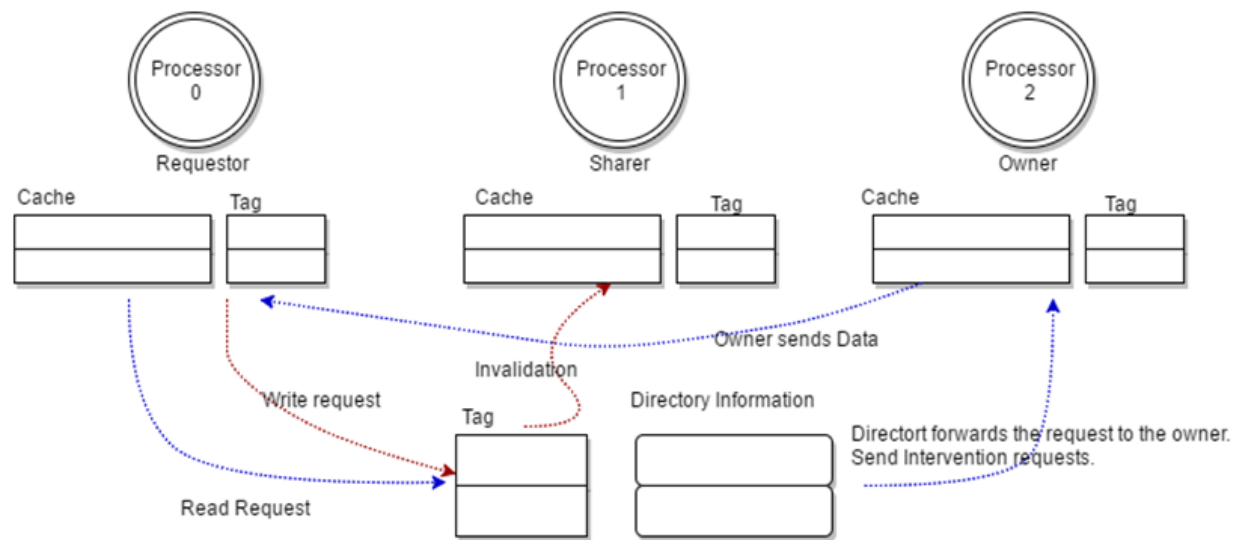 Processor
0
Processor
1
Processor
2
Requestor
Sharer
Owner
Cache
Tag
Cache
Tag
Cache
Tag
Owner sends Data
Invalidation
Write request
Directory Information
Tag
Directort forwards the request to the owner.
Send Intervention requests.
Read Request